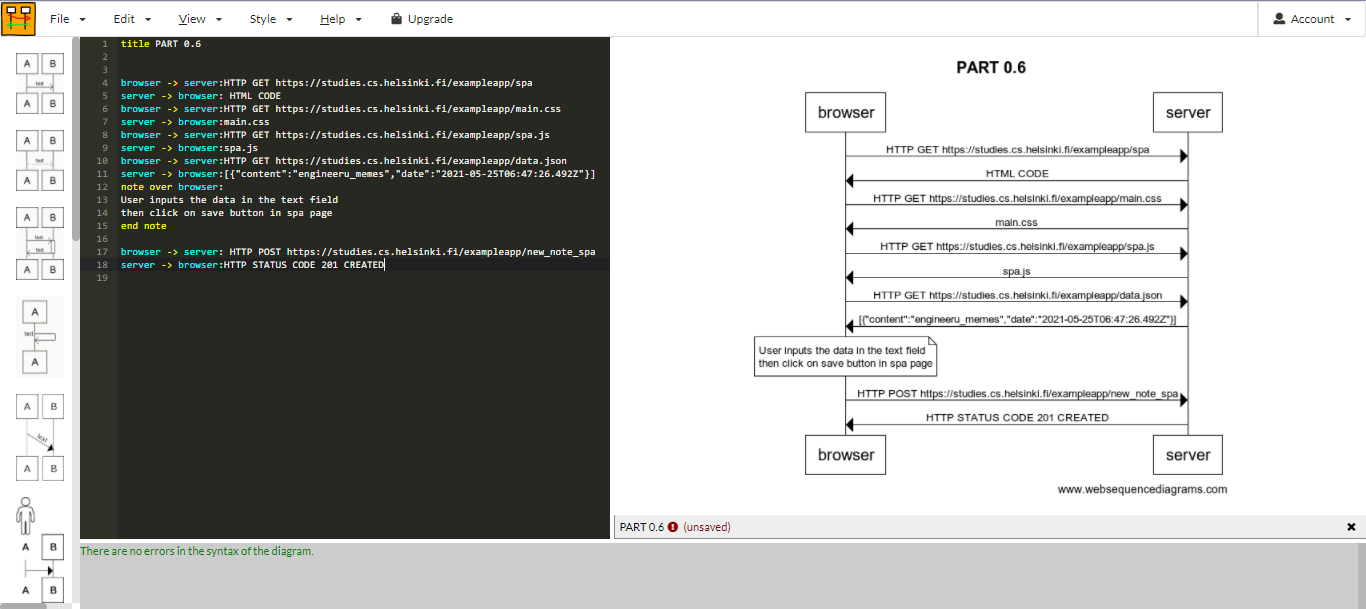 File Edit View Style Help Upgrade Account
A B
text
A B
A B
text
A B
A B
text
text
A B
A
text
A
A B
text
A B
A B
A B
1 title PART 0.6
2
3
4 browser -> server:HTTP GET https://studies.cs.helsinki.fi/exampleapp/spa
5 server -> browser: HTML CODE
6 browser -> server:HTTP GET https://studies.cs.helsinki.fi/exampleapp/main.css
7 server -> browser:main.css
8 browser -> server:HTTP GET https://studies.cs.helsinki.fi/exampleapp/spa.js
9 server -> browser:spa.js
10 browser -> server:HTTP GET https://studies.cs.helsinki.fi/exampleapp/data.json
11 server -> browser:[{"content":"engineeru_memes","date":"2021-05-25T06:47:26.492Z"}]
12 note over browser:
13 User inputs the data in the text field
14 then click on save button in spa page
15 end note
16
17 browser -> server: HTTP POST https://studies.cs.helsinki.fi/exampleapp/new_note_spa
18 server -> browser:HTTP STATUS CODE 201 CREATED
19
PART 0.6
browser server
HTTP GET https://studies.cs.helsinki.fi/exampleapp/spa
HTML CODE
HTTP GET https://studies.cs.helsinki.fi/exampleapp/main.css
main.css
HTTP GET https://studies.cs.helsinki.fi/exampleapp/spa.js
spa.js
HTTP GET https://studies.cs.helsinki.fi/exampleapp/data.json
[{"content":"engineeru_memes","date":"2021-05-25T06:47:26.492Z"}]
User inputs the data in the text field
then click on save button in spa page
HTTP POST https://studies.cs.helsinki.fi/exampleapp/new_note_spa
HTTP STATUS CODE 201 CREATED
browser server
www.websequencediagrams.com
PART 0.6 (unsaved)
There are no errors in the syntax of the diagram.